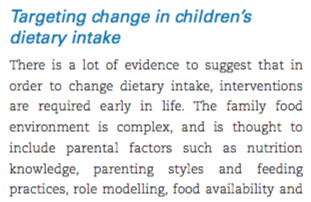 Targeting change in children’s
dietary intake
There is a lot of evidence to suggest that in
order to change dietary intake, interventions
are required early in life. The family food
environment is complex, and is thought to
include parental factors such as nutrition
knowledge, parenting styles and feeding
practices, role modelling, food availability and